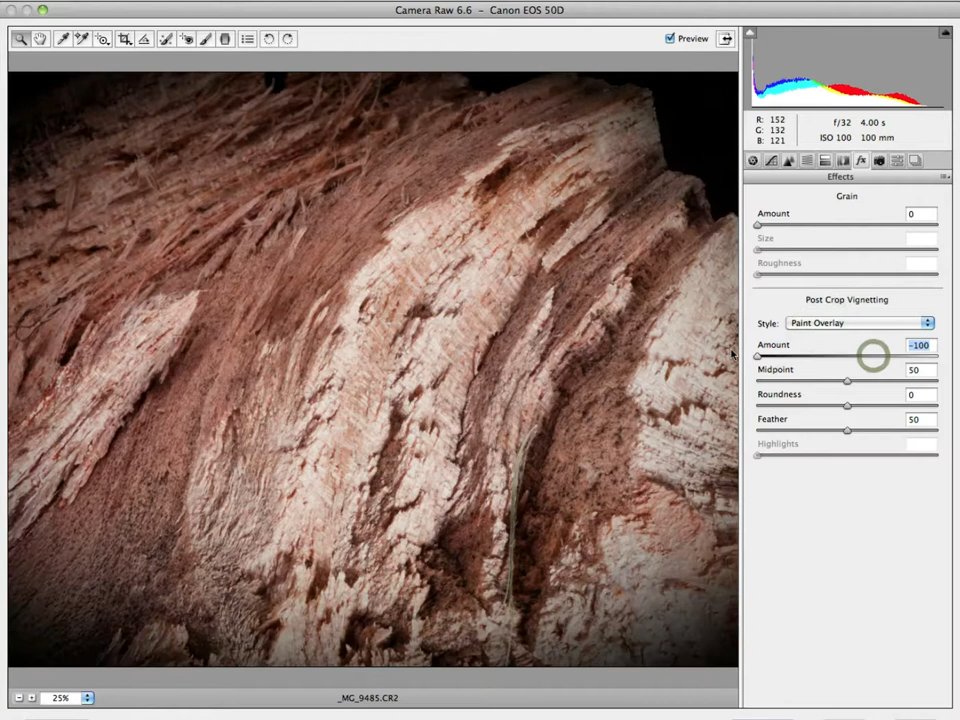 Camera Raw 6.6 - Canon EOS 50D
Preview
R: 152
G: 132
B: 121
f/32 4.00 s
ISO 100 100 mm
fx
Effects
Grain
Amount 0
Size
Roughness
Post Crop Vignetting
Style: Paint Overlay
Amount -100
Midpoint 50
Roundness 0
Feather 50
Highlights
25%
_MG_9485.CR2